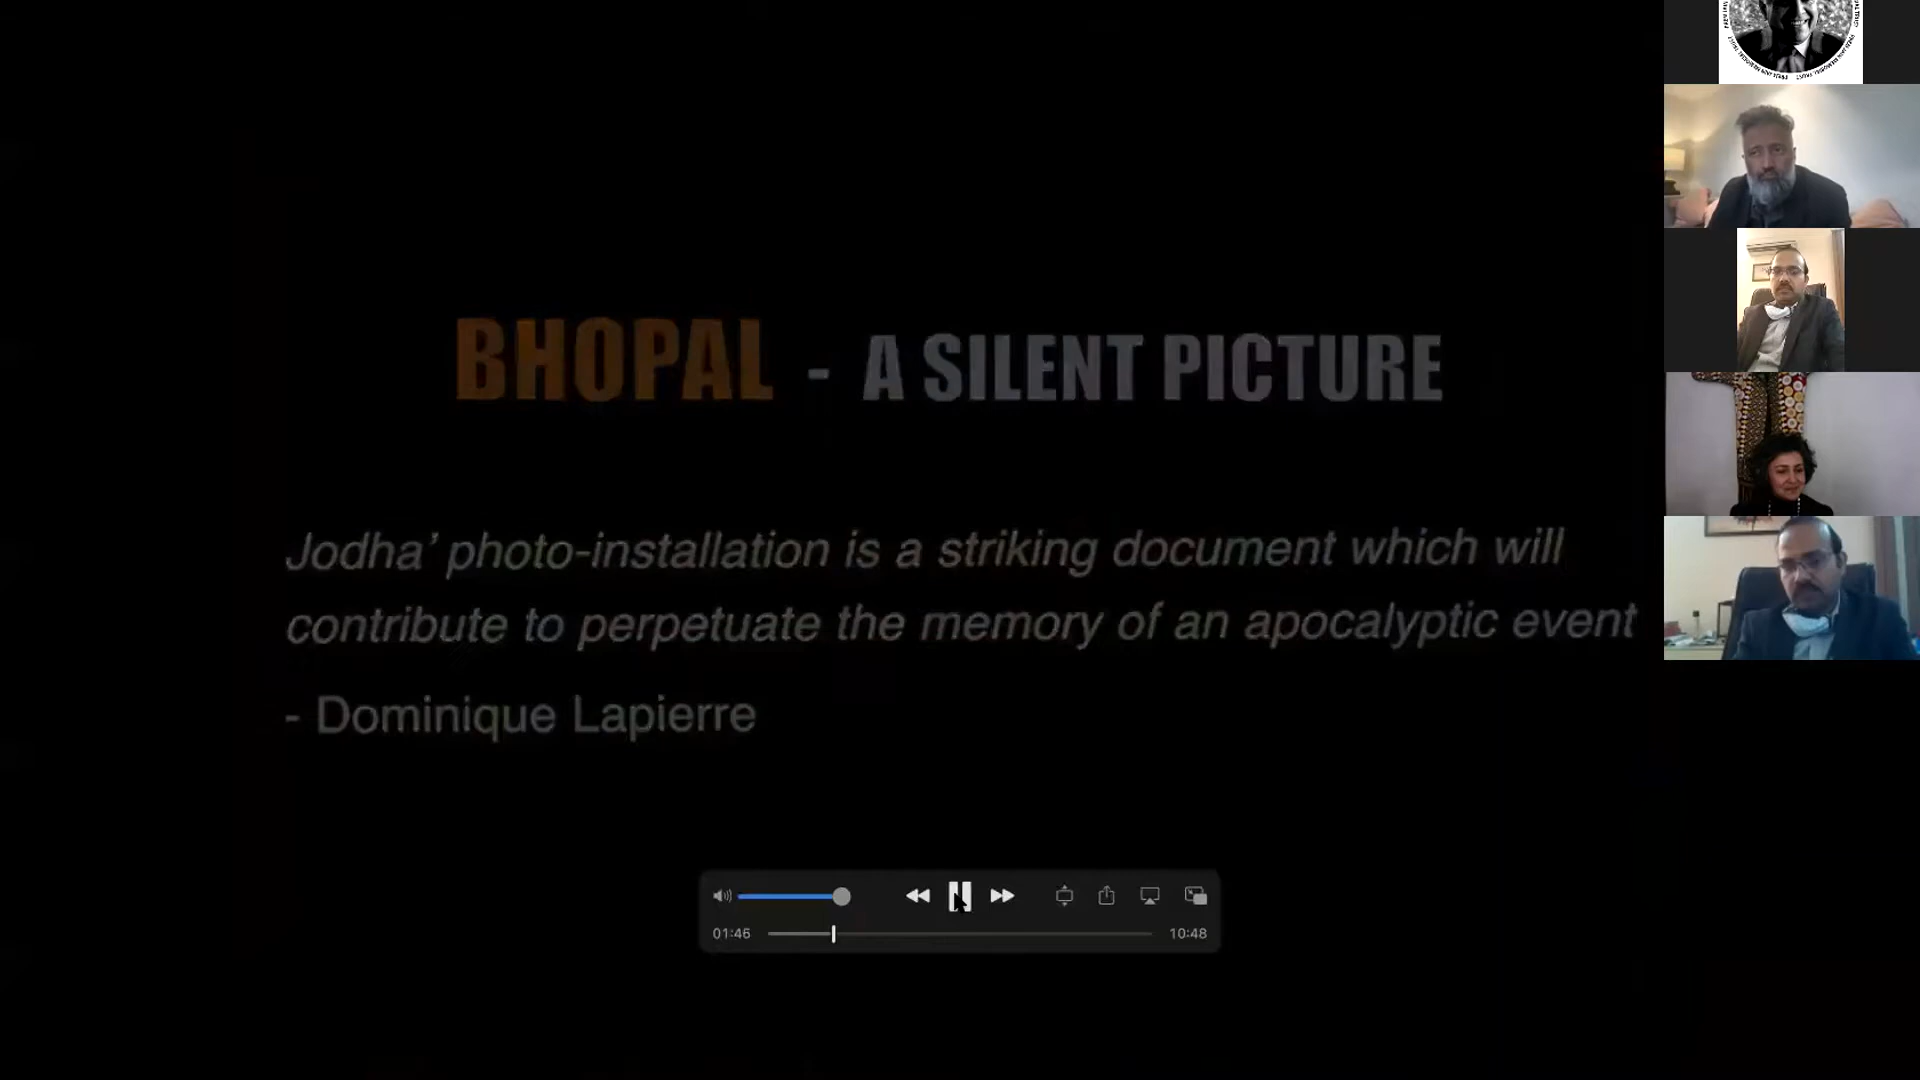 BHOPAL - A SILENT PICTURE
Jodha’ photo-installation is a striking document which will
contribute to perpetuate the memory of an apocalyptic event
- Dominique Lapierre
01:46
10:48